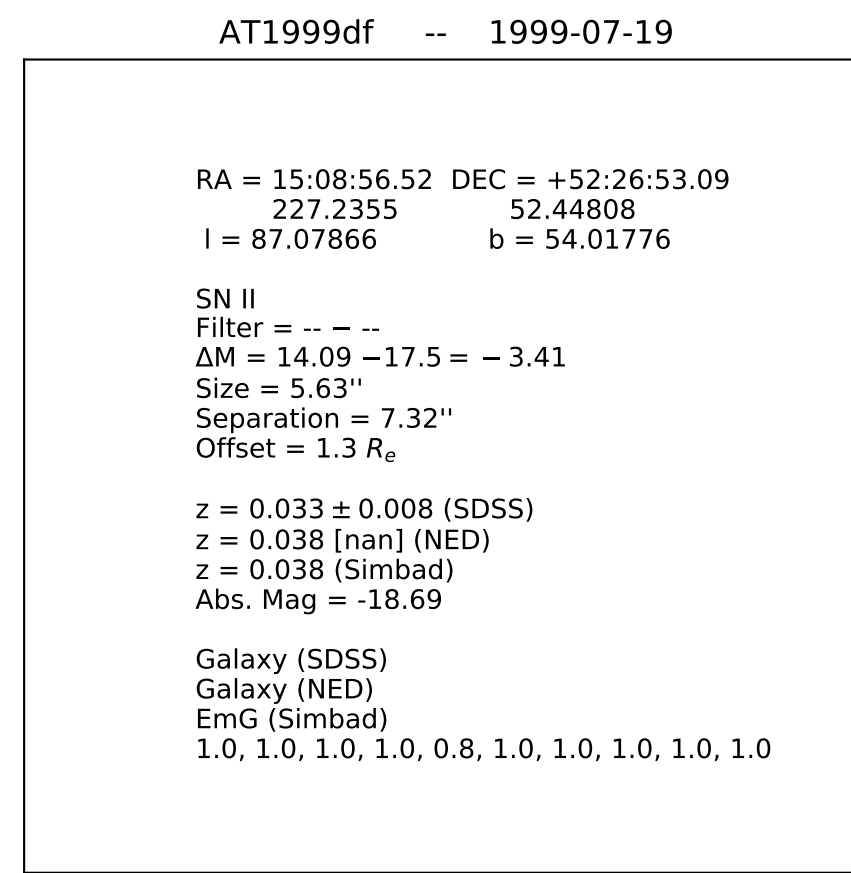 AT1999df -- 1999-07-19
RA = 15:08:56.52 DEC = +52:26:53.09
227.2355 52.44808
l = 87.07866 b = 54.01776
SN II
Filter = -- − --
ΔM = 14.09 −17.5 = − 3.41
Size = 5.63''
Separation = 7.32''
Offset = 1.3 Rₑ
z = 0.033 ± 0.008 (SDSS)
z = 0.038 [nan] (NED)
z = 0.038 (Simbad)
Abs. Mag = -18.69
Galaxy (SDSS)
Galaxy (NED)
EmG (Simbad)
1.0, 1.0, 1.0, 1.0, 0.8, 1.0, 1.0, 1.0, 1.0, 1.0